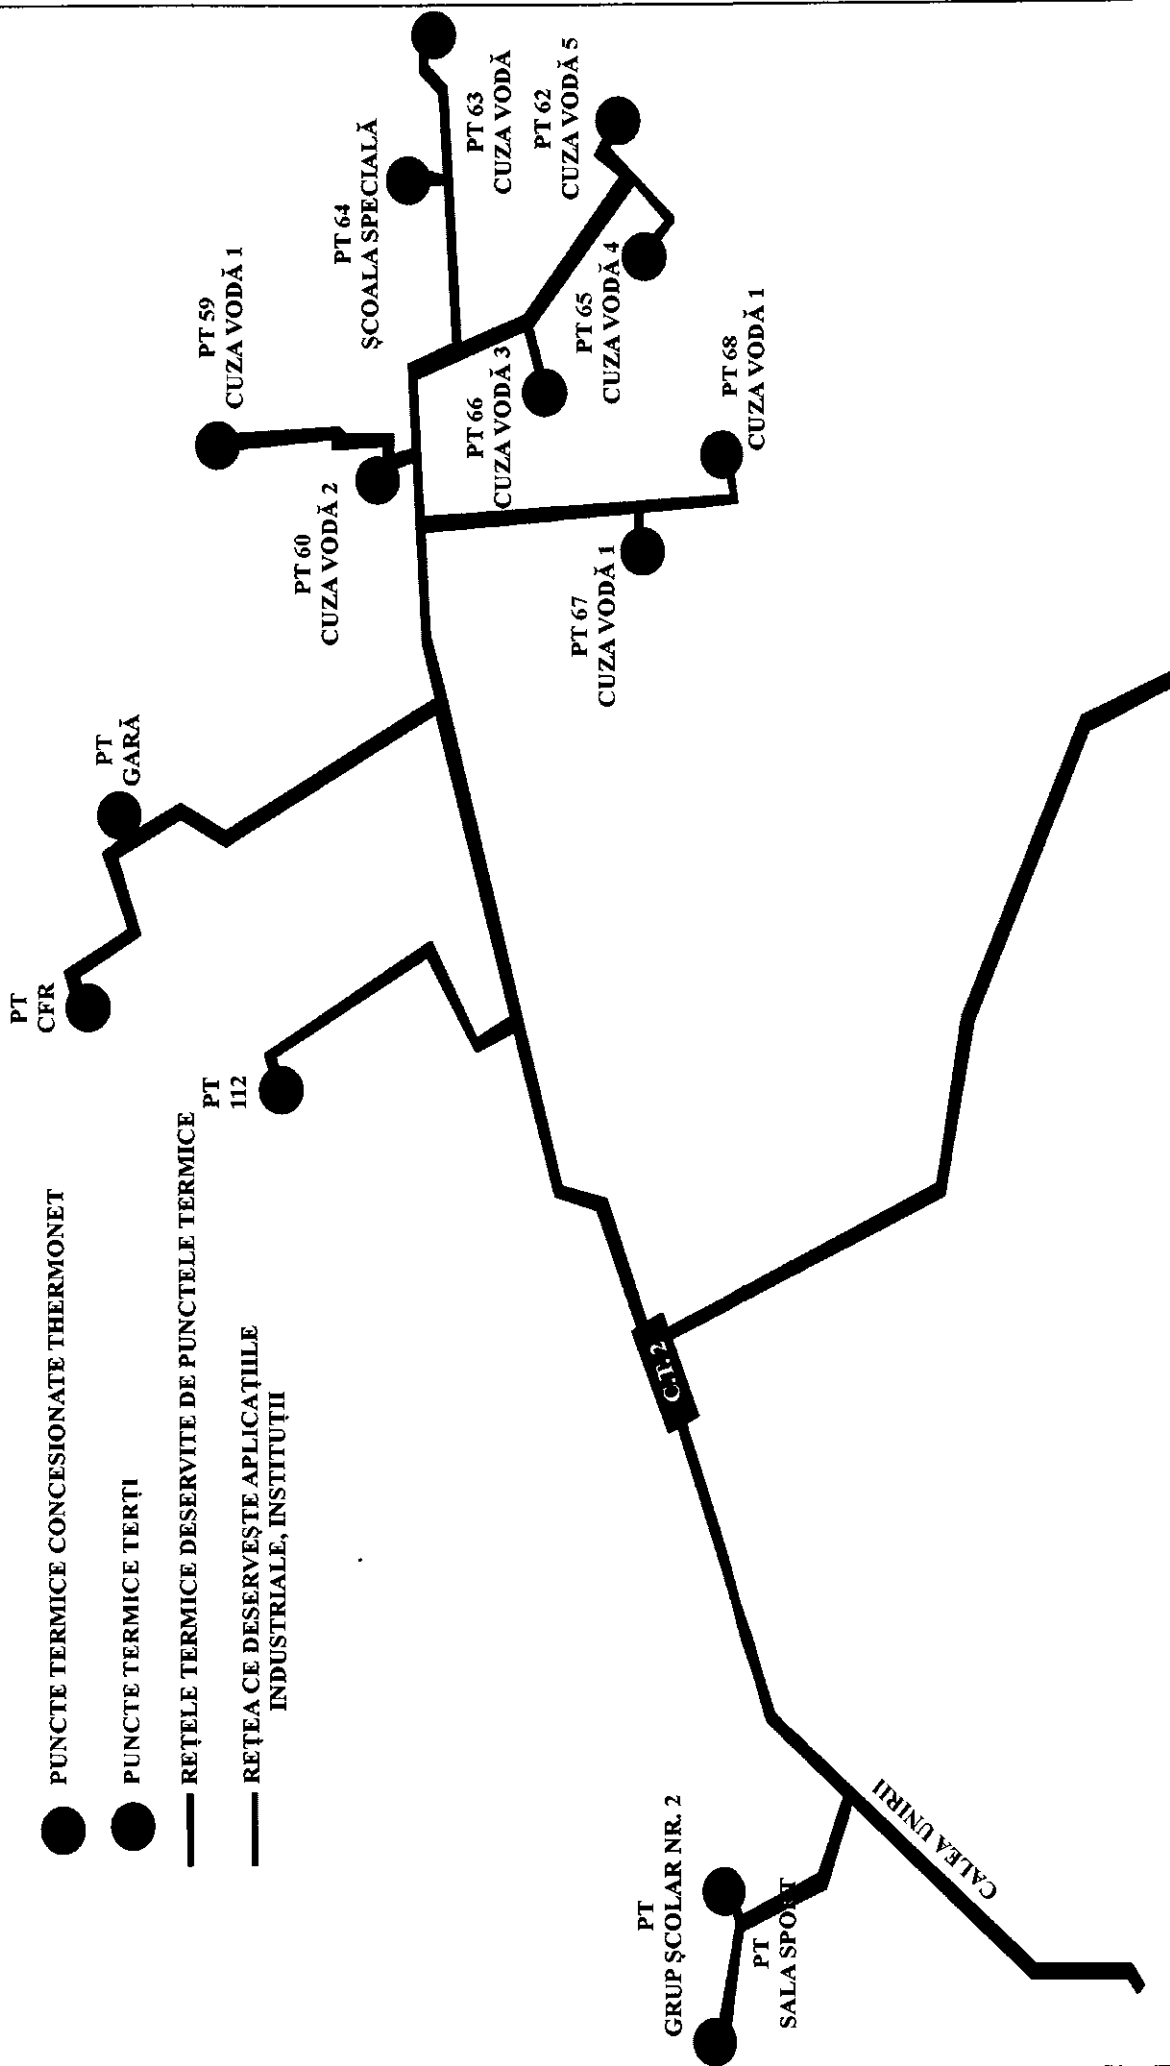 PUNCTE TERMICE CONCESIONATE THERMONET
PUNCTE TERMICE TERȚI
REȚELE TERMICE DESERVITE DE PUNCTELE TERMICE
REȚEA CE DESERVEȘTE APLICAȚIILE
INDUSTRIALE, INSTITUȚII
PT
CFR
PT
GARĂ
PT
112
PT 59
CUZA VODĂ 1
PT 60
CUZA VODĂ 2
PT 64
ȘCOALA SPECIALĂ
PT 63
CUZA VODĂ
PT 62
CUZA VODĂ 5
PT 66
CUZA VODĂ 3
PT 65
CUZA VODĂ 4
PT 67
CUZA VODĂ 1
PT 68
CUZA VODĂ 1
C.T. 2
PT
GRUP ȘCOLAR NR. 2
PT
SALA SPORT
CALEA UNIRII